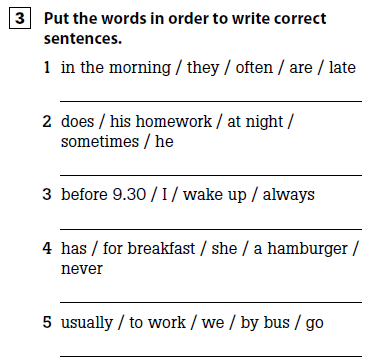 3 Put the words in order to write correct
sentences.
1 in the morning / they / often / are / late
2 does / his homework / at night /
sometimes / he
3 before 9.30 / I / wake up / always
4 has / for breakfast / she / a hamburger /
never
5 usually / to work / we / by bus / go